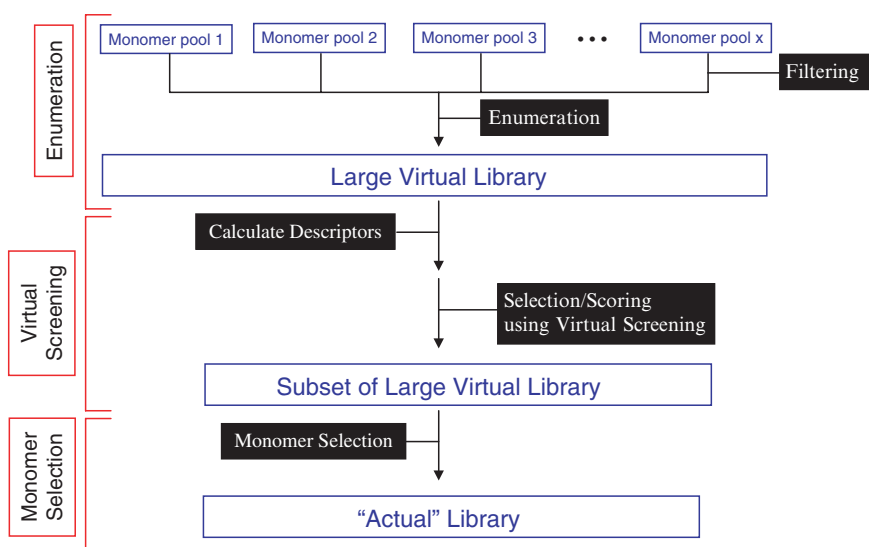 Monomer pool 1
Monomer pool 2
Monomer pool 3
• • •
Monomer pool x
Filtering
Enumeration
Enumeration
Large Virtual Library
Calculate Descriptors
Virtual
Screening
Selection/Scoring
using Virtual Screening
Subset of Large Virtual Library
Monomer
Selection
Monomer Selection
“Actual” Library